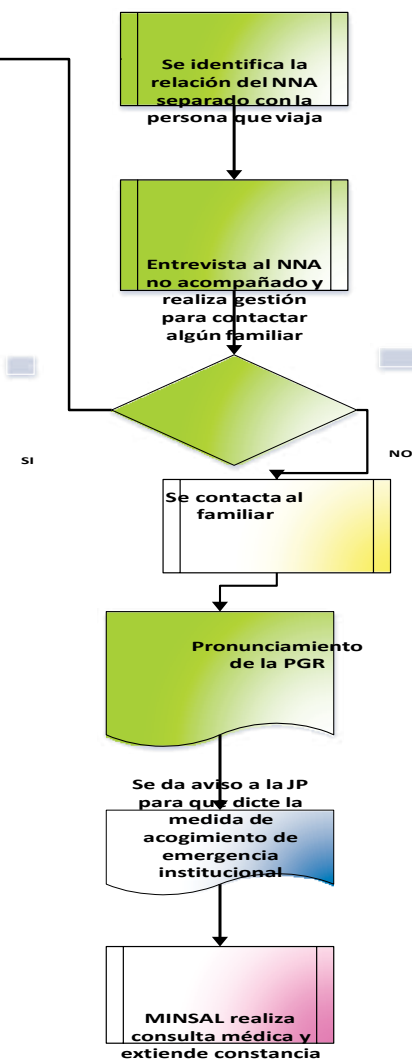 Se identifica la
relación del NNA
separado con la
persona que viaja
Entrevista al NNA
no acompañado y
realiza gestión
para contactar
algún familiar
SI
NO
Se contacta al
familiar
Pronunciamiento
de la PGR
Se da aviso a la JP
para que dicte la
medida de
acogimiento de
emergencia
institucional
MINSAL realiza
consulta médica y
extiende constancia